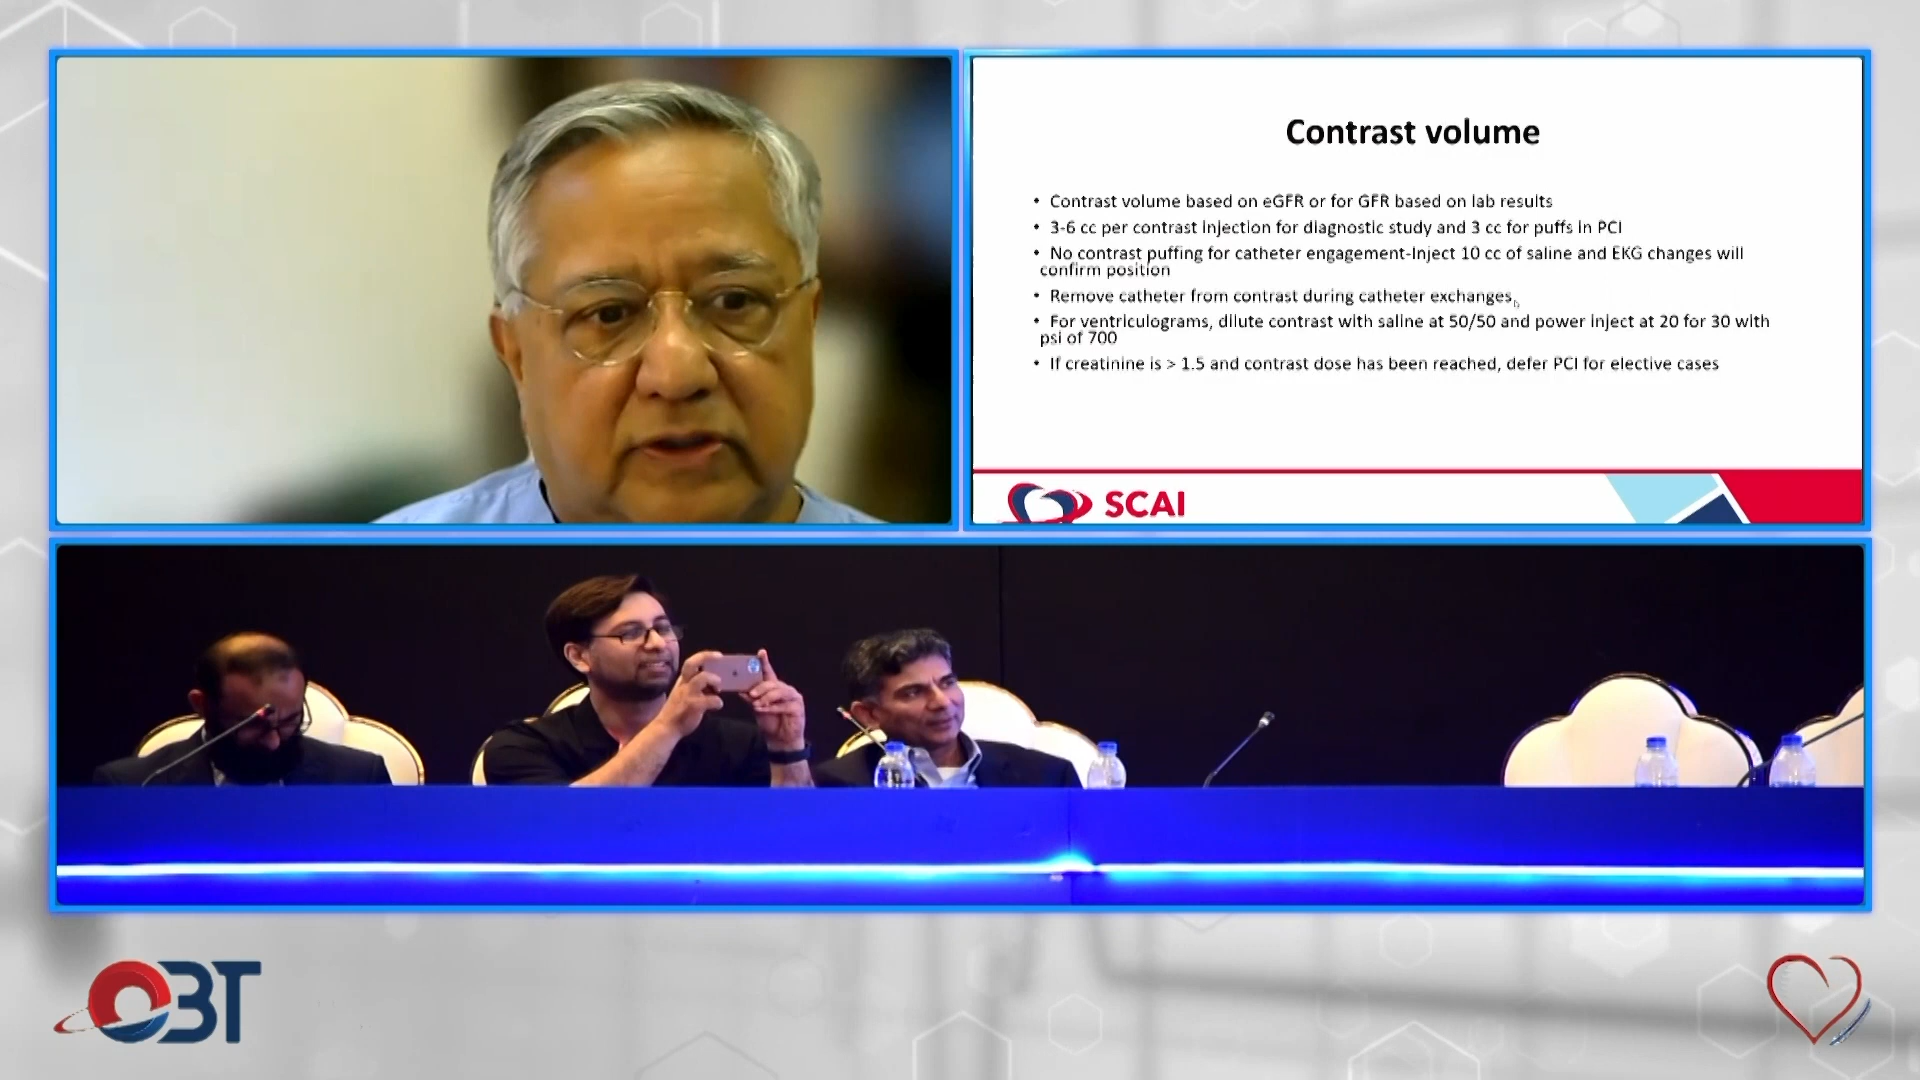 Contrast volume
• Contrast volume based on eGFR or for GFR based on lab results
• 3-6 cc per contrast injection for diagnostic study and 3 cc for puffs in PCI
• No contrast puffing for catheter engagement-Inject 10 cc of saline and EKG changes will
confirm position
• Remove catheter from contrast during catheter exchanges
• For ventriculograms, dilute contrast with saline at 50/50 and power inject at 20 for 30 with
psi of 700
• If creatinine is > 1.5 and contrast dose has been reached, defer PCI for elective cases
SCAI
OBT